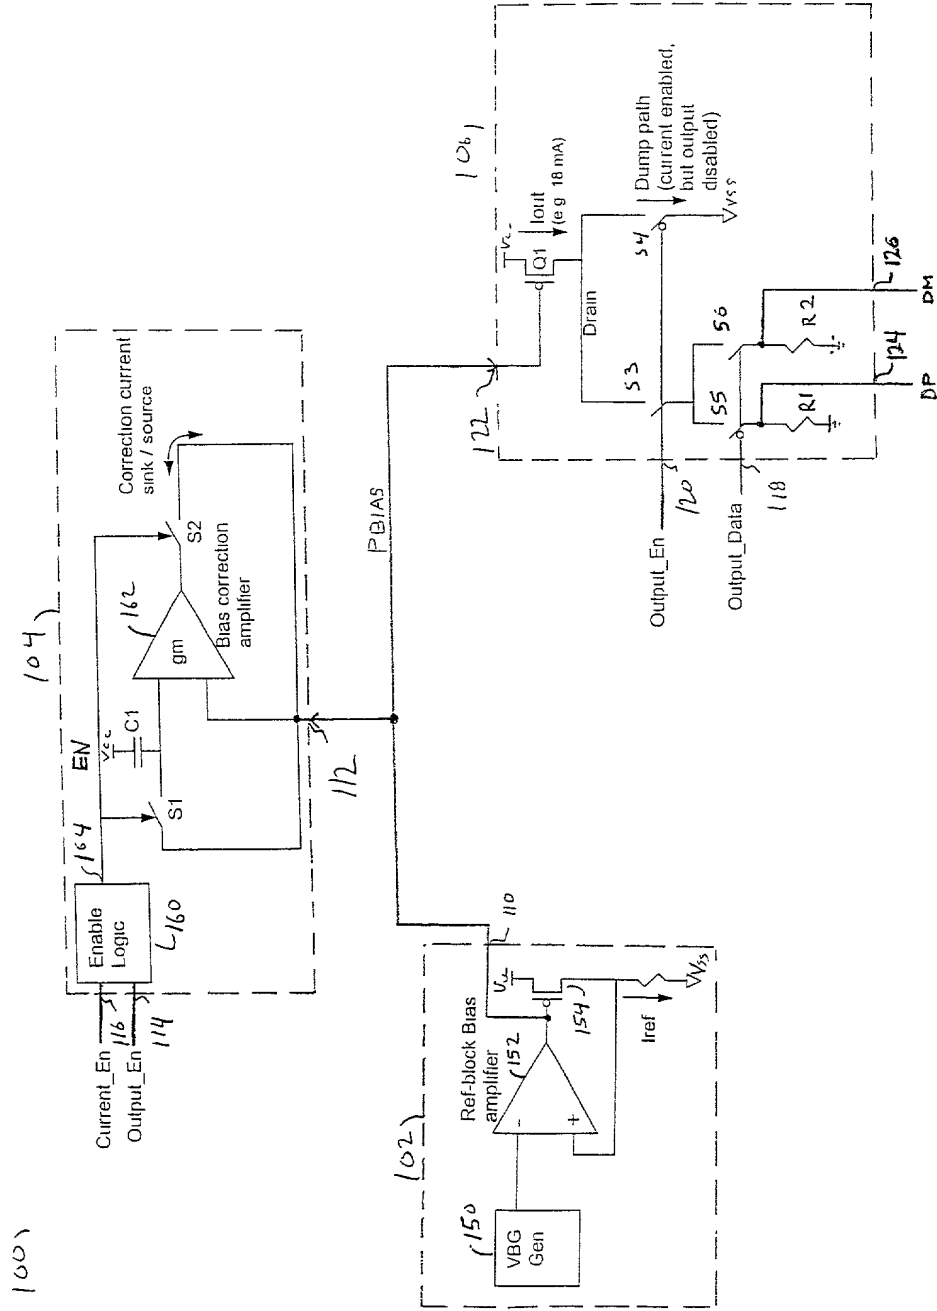 100
104
Current_En
Output_En
116
114
Enable
Logic
160
164
EN
Vcc
C1
S1
gm
162
Bias correction
amplifier
S2
Correction current
sink / source
112
PBIAS
102
150
VBG
Gen
Ref-block Bias
amplifier
152
-
+
Vcc
154
Iref
Vss
110
106
122
Vcc
Q1
Iout
(e g 18 mA)
Drain
S3
S4
Dump path
(current enabled,
but output
disabled)
Vss
Output_En
120
Output_Data
118
S5
S6
R1
R2
124
126
DP
DM